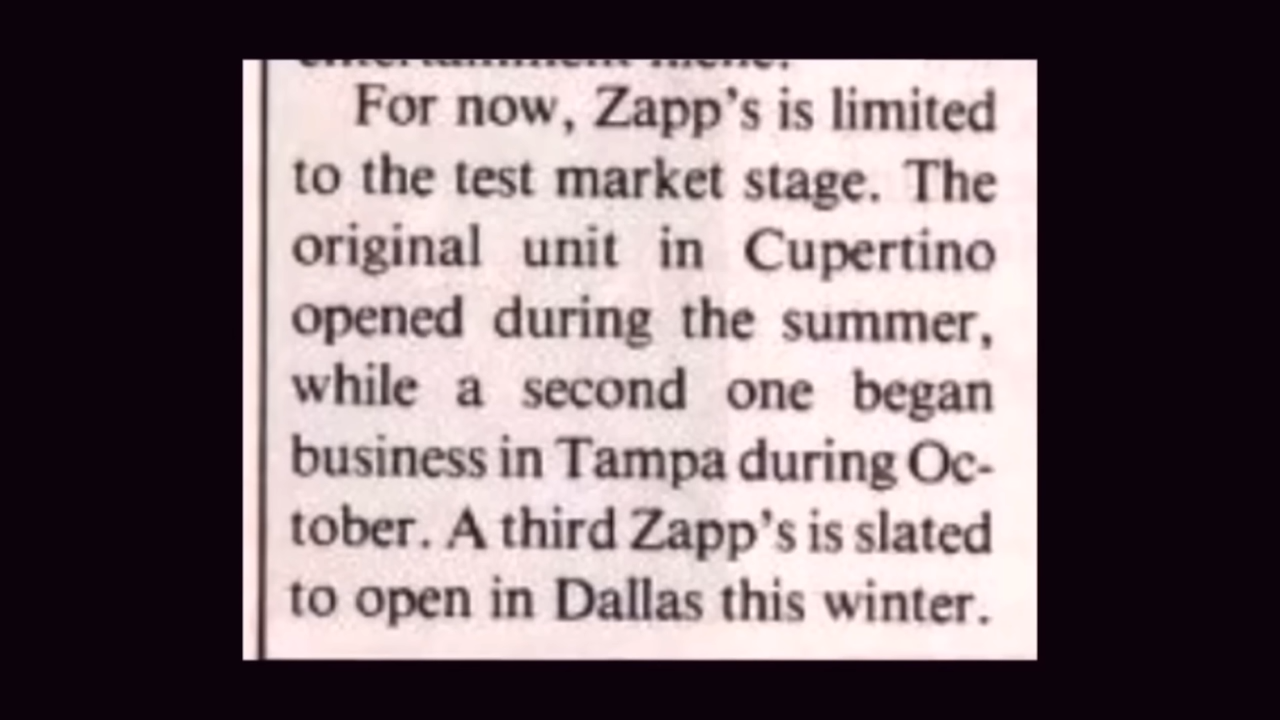 For now, Zapp's is limited
to the test market stage. The
original unit in Cupertino
opened during the summer,
while a second one began
business in Tampa during Oc-
tober. A third Zapp's is slated
to open in Dallas this winter.